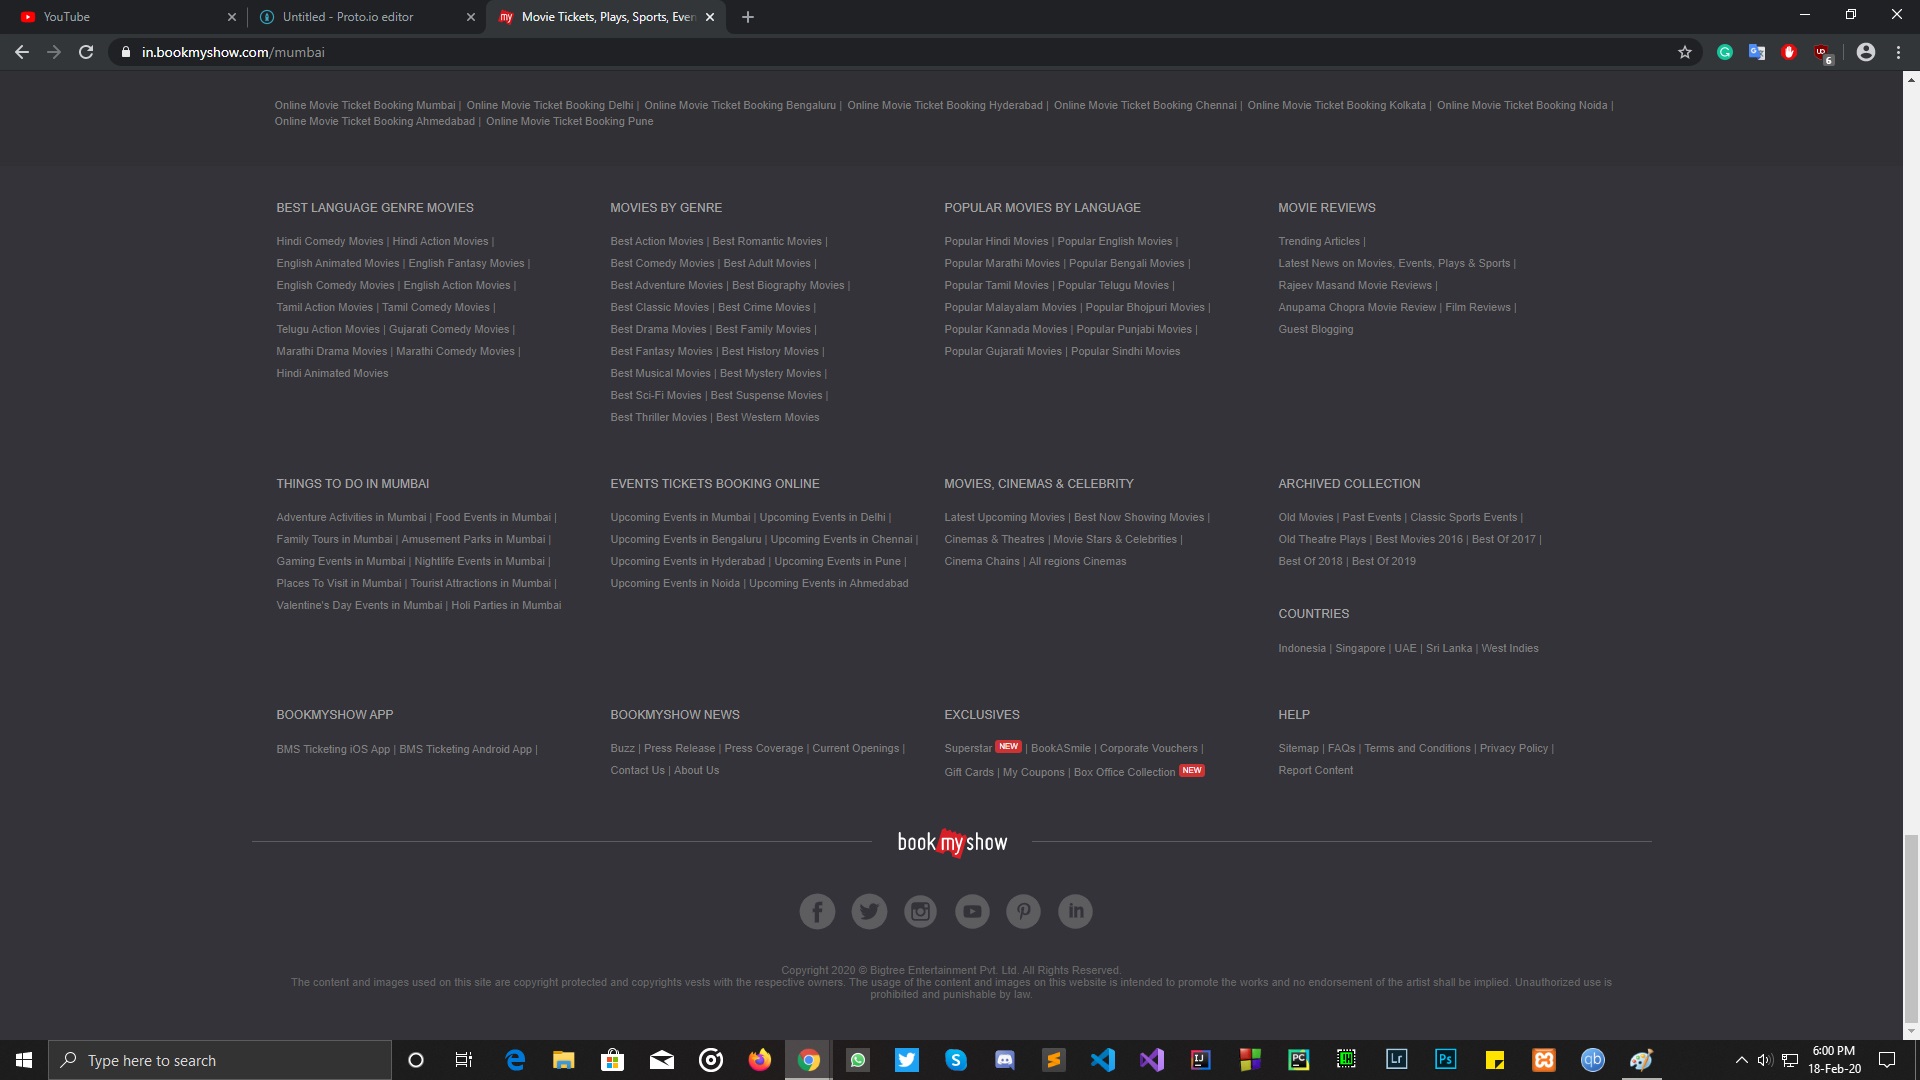 YouTube
Untitled - Proto.io editor
my Movie Tickets, Plays, Sports, Even
in.bookmyshow.com/mumbai
6
Online Movie Ticket Booking Mumbai | Online Movie Ticket Booking Delhi | Online Movie Ticket Booking Bengaluru | Online Movie Ticket Booking Hyderabad | Online Movie Ticket Booking Chennai | Online Movie Ticket Booking Kolkata | Online Movie Ticket Booking Noida |
Online Movie Ticket Booking Ahmedabad | Online Movie Ticket Booking Pune
BEST LANGUAGE GENRE MOVIES
Hindi Comedy Movies | Hindi Action Movies |
English Animated Movies | English Fantasy Movies |
English Comedy Movies | English Action Movies |
Tamil Action Movies | Tamil Comedy Movies |
Telugu Action Movies | Gujarati Comedy Movies |
Marathi Drama Movies | Marathi Comedy Movies |
Hindi Animated Movies
MOVIES BY GENRE
Best Action Movies | Best Romantic Movies |
Best Comedy Movies | Best Adult Movies |
Best Adventure Movies | Best Biography Movies |
Best Classic Movies | Best Crime Movies |
Best Drama Movies | Best Family Movies |
Best Fantasy Movies | Best History Movies |
Best Musical Movies | Best Mystery Movies |
Best Sci-Fi Movies | Best Suspense Movies |
Best Thriller Movies | Best Western Movies
POPULAR MOVIES BY LANGUAGE
Popular Hindi Movies | Popular English Movies |
Popular Marathi Movies | Popular Bengali Movies |
Popular Tamil Movies | Popular Telugu Movies |
Popular Malayalam Movies | Popular Bhojpuri Movies |
Popular Kannada Movies | Popular Punjabi Movies |
Popular Gujarati Movies | Popular Sindhi Movies
MOVIE REVIEWS
Trending Articles |
Latest News on Movies, Events, Plays & Sports |
Rajeev Masand Movie Reviews |
Anupama Chopra Movie Review | Film Reviews |
Guest Blogging
THINGS TO DO IN MUMBAI
Adventure Activities in Mumbai | Food Events in Mumbai |
Family Tours in Mumbai | Amusement Parks in Mumbai |
Gaming Events in Mumbai | Nightlife Events in Mumbai |
Places To Visit in Mumbai | Tourist Attractions in Mumbai |
Valentine's Day Events in Mumbai | Holi Parties in Mumbai
EVENTS TICKETS BOOKING ONLINE
Upcoming Events in Mumbai | Upcoming Events in Delhi |
Upcoming Events in Bengaluru | Upcoming Events in Chennai |
Upcoming Events in Hyderabad | Upcoming Events in Pune |
Upcoming Events in Noida | Upcoming Events in Ahmedabad
MOVIES, CINEMAS & CELEBRITY
Latest Upcoming Movies | Best Now Showing Movies |
Cinemas & Theatres | Movie Stars & Celebrities |
Cinema Chains | All regions Cinemas
ARCHIVED COLLECTION
Old Movies | Past Events | Classic Sports Events |
Old Theatre Plays | Best Movies 2016 | Best Of 2017 |
Best Of 2018 | Best Of 2019
COUNTRIES
Indonesia | Singapore | UAE | Sri Lanka | West Indies
BOOKMYSHOW APP
BMS Ticketing iOS App | BMS Ticketing Android App |
BOOKMYSHOW NEWS
Buzz | Press Release | Press Coverage | Current Openings |
Contact Us | About Us
EXCLUSIVES
Superstar NEW | BookASmile | Corporate Vouchers |
Gift Cards | My Coupons | Box Office Collection NEW
HELP
Sitemap | FAQs | Terms and Conditions | Privacy Policy |
Report Content
book my show
Copyright 2020 © Bigtree Entertainment Pvt. Ltd. All Rights Reserved.
The content and images used on this site are copyright protected and copyrights vests with the respective owners. The usage of the content and images on this website is intended to promote the works and no endorsement of the artist shall be implied. Unauthorized use is
prohibited and punishable by law.
Type here to search
IJ
PC
Lr
Ps
qb
6:00 PM
18-Feb-20